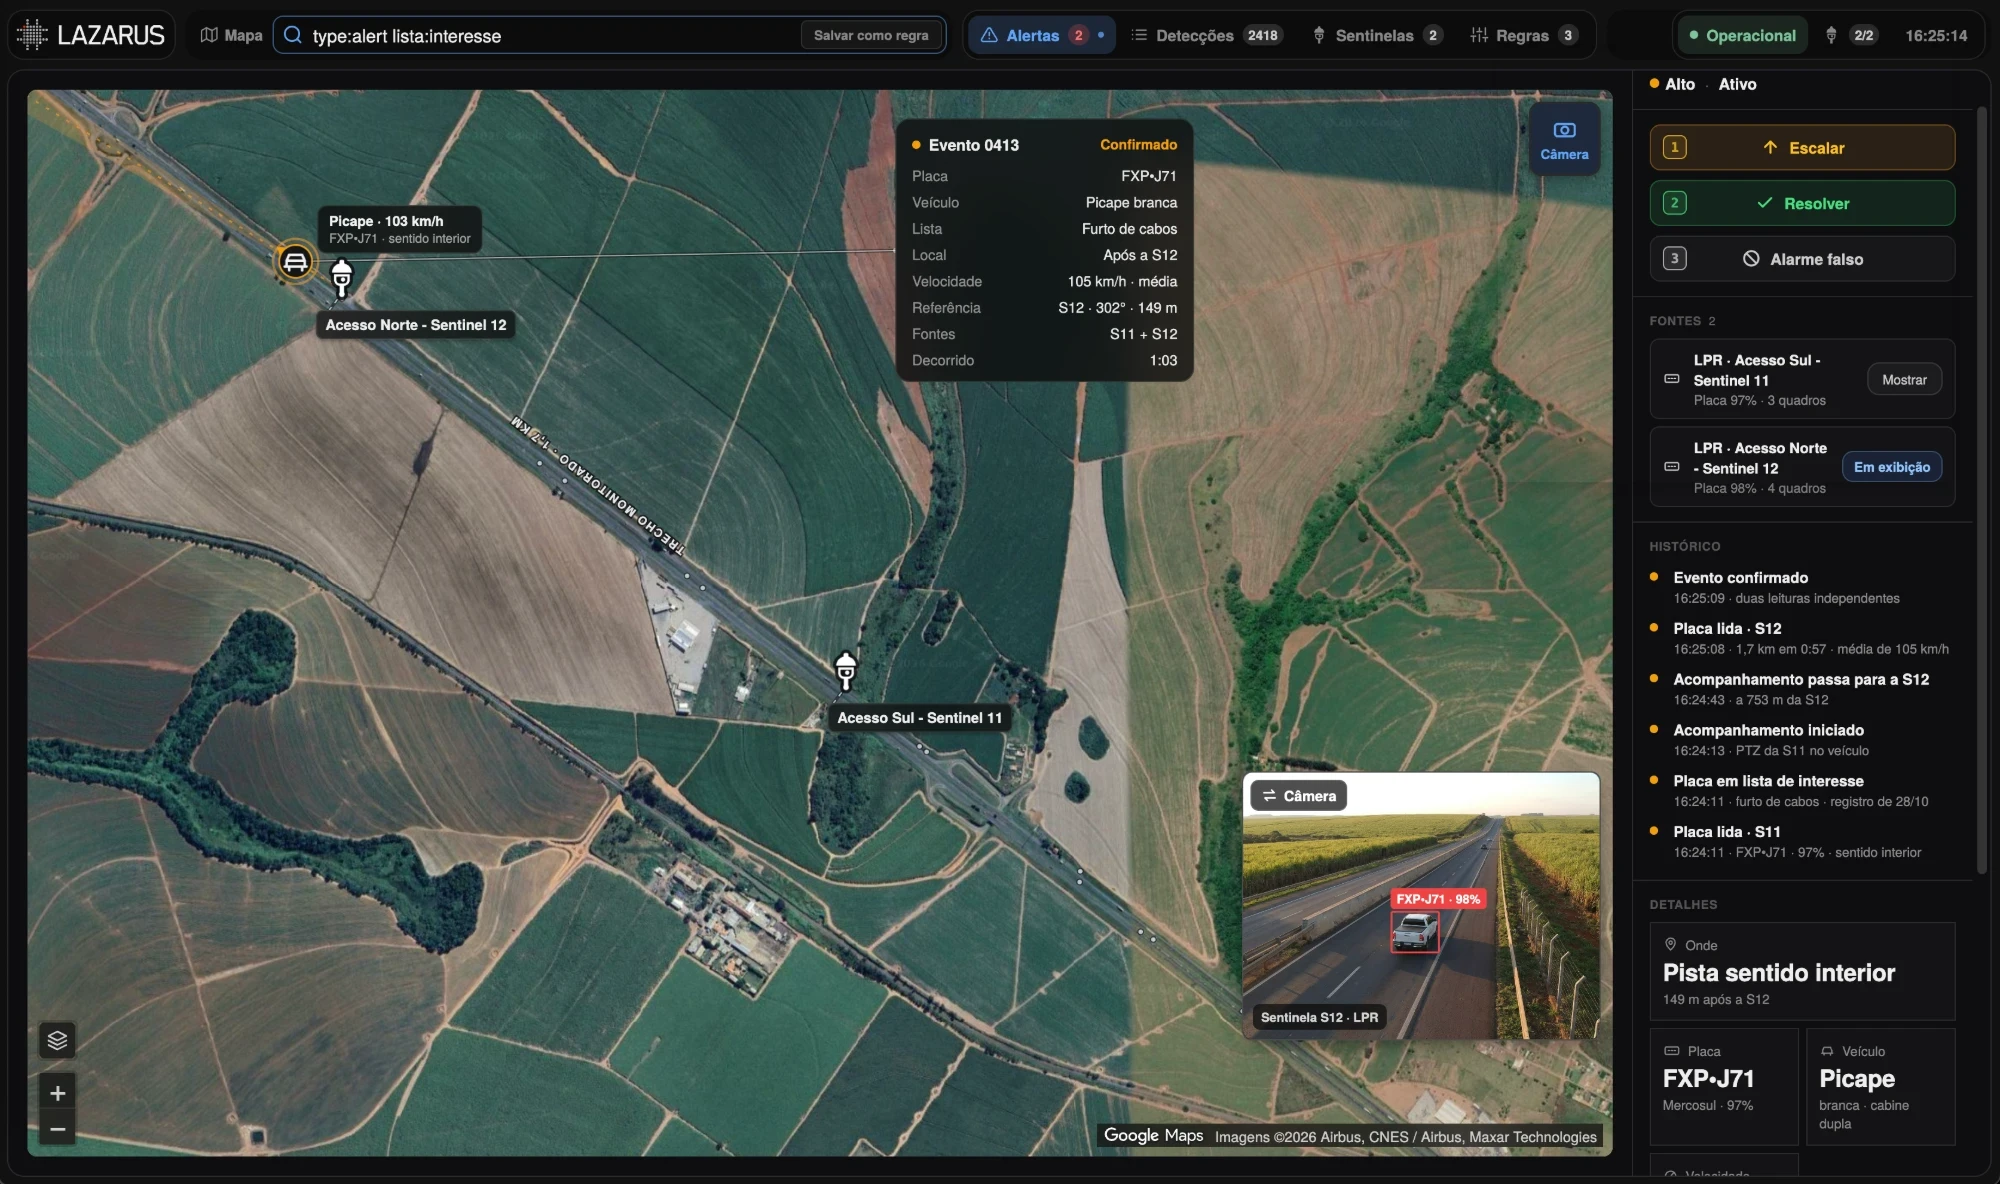 LAZARUS
Mapa
type:alert lista:interesse
Salvar como regra
Alertas 2
Detecções 2418
Sentinelas 2
Regras 3
Operacional
2/2
16:25:14
Picape · 103 km/h
FXP•J71 · sentido interior
Acesso Norte - Sentinel 12
TRECHO MONITORADO · 1,7 KM
Acesso Sul - Sentinel 11
Evento 0413 Confirmado
Placa FXP•J71
Veículo Picape branca
Lista Furto de cabos
Local Após a S12
Velocidade 105 km/h · média
Referência S12 · 302° · 149 m
Fontes S11 + S12
Decorrido 1:03
Câmera
Câmera
FXP•J71 · 98%
Sentinela S12 · LPR
+
−
Google Maps Imagens ©2026 Airbus, CNES / Airbus, Maxar Technologies
Alto · Ativo
1 Escalar
2 Resolver
3 Alarme falso
FONTES 2
LPR · Acesso Sul -
Sentinel 11
Placa 97% · 3 quadros
Mostrar
LPR · Acesso Norte
- Sentinel 12
Placa 98% · 4 quadros
Em exibição
HISTÓRICO
Evento confirmado
16:25:09 · duas leituras independentes
Placa lida · S12
16:25:08 · 1,7 km em 0:57 · média de 105 km/h
Acompanhamento passa para a S12
16:24:43 · a 753 m da S12
Acompanhamento iniciado
16:24:13 · PTZ da S11 no veículo
Placa em lista de interesse
16:24:11 · furto de cabos · registro de 28/10
Placa lida · S11
16:24:11 · FXP•J71 · 97% · sentido interior
DETALHES
Onde
Pista sentido interior
149 m após a S12
Placa
FXP•J71
Mercosul · 97%
Veículo
Picape
branca · cabine
dupla
Velocidade